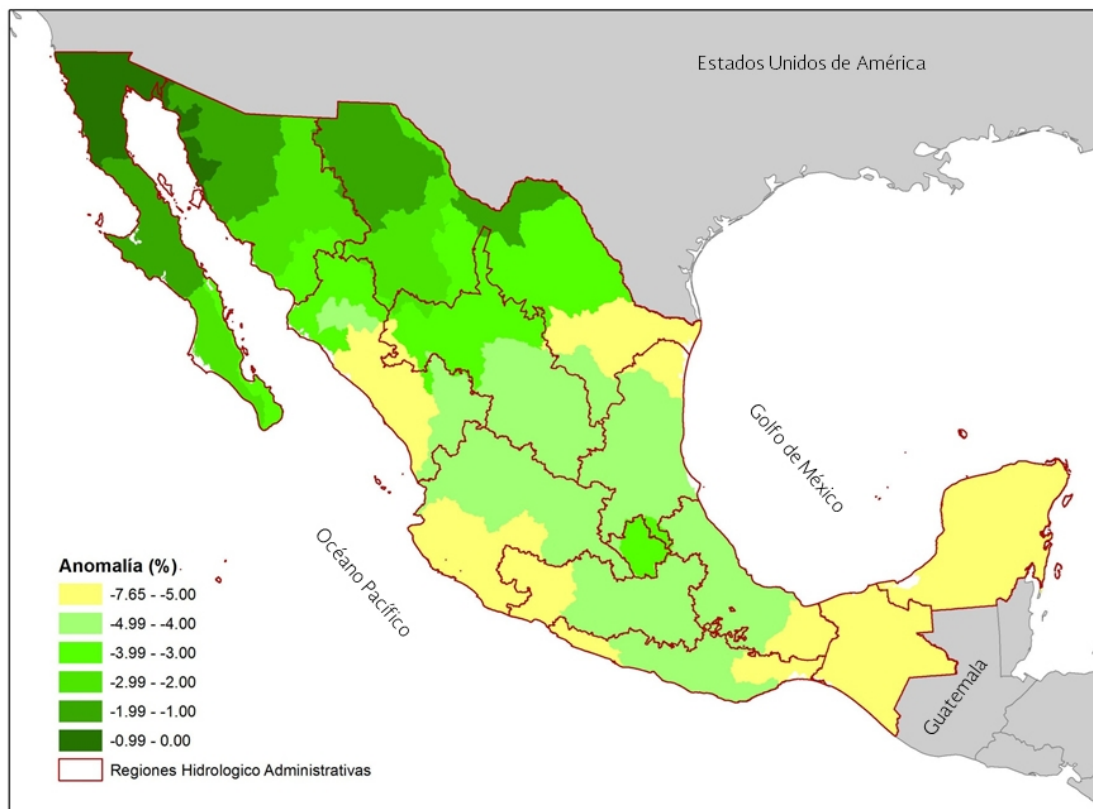 Estados Unidos de América
Golfo de México
Océano Pacífico
Guatemala
Anomalía (%)
-7.65 - -5.00
-4.99 - -4.00
-3.99 - -3.00
-2.99 - -2.00
-1.99 - -1.00
-0.99 - 0.00
Regiones Hidrologico Administrativas